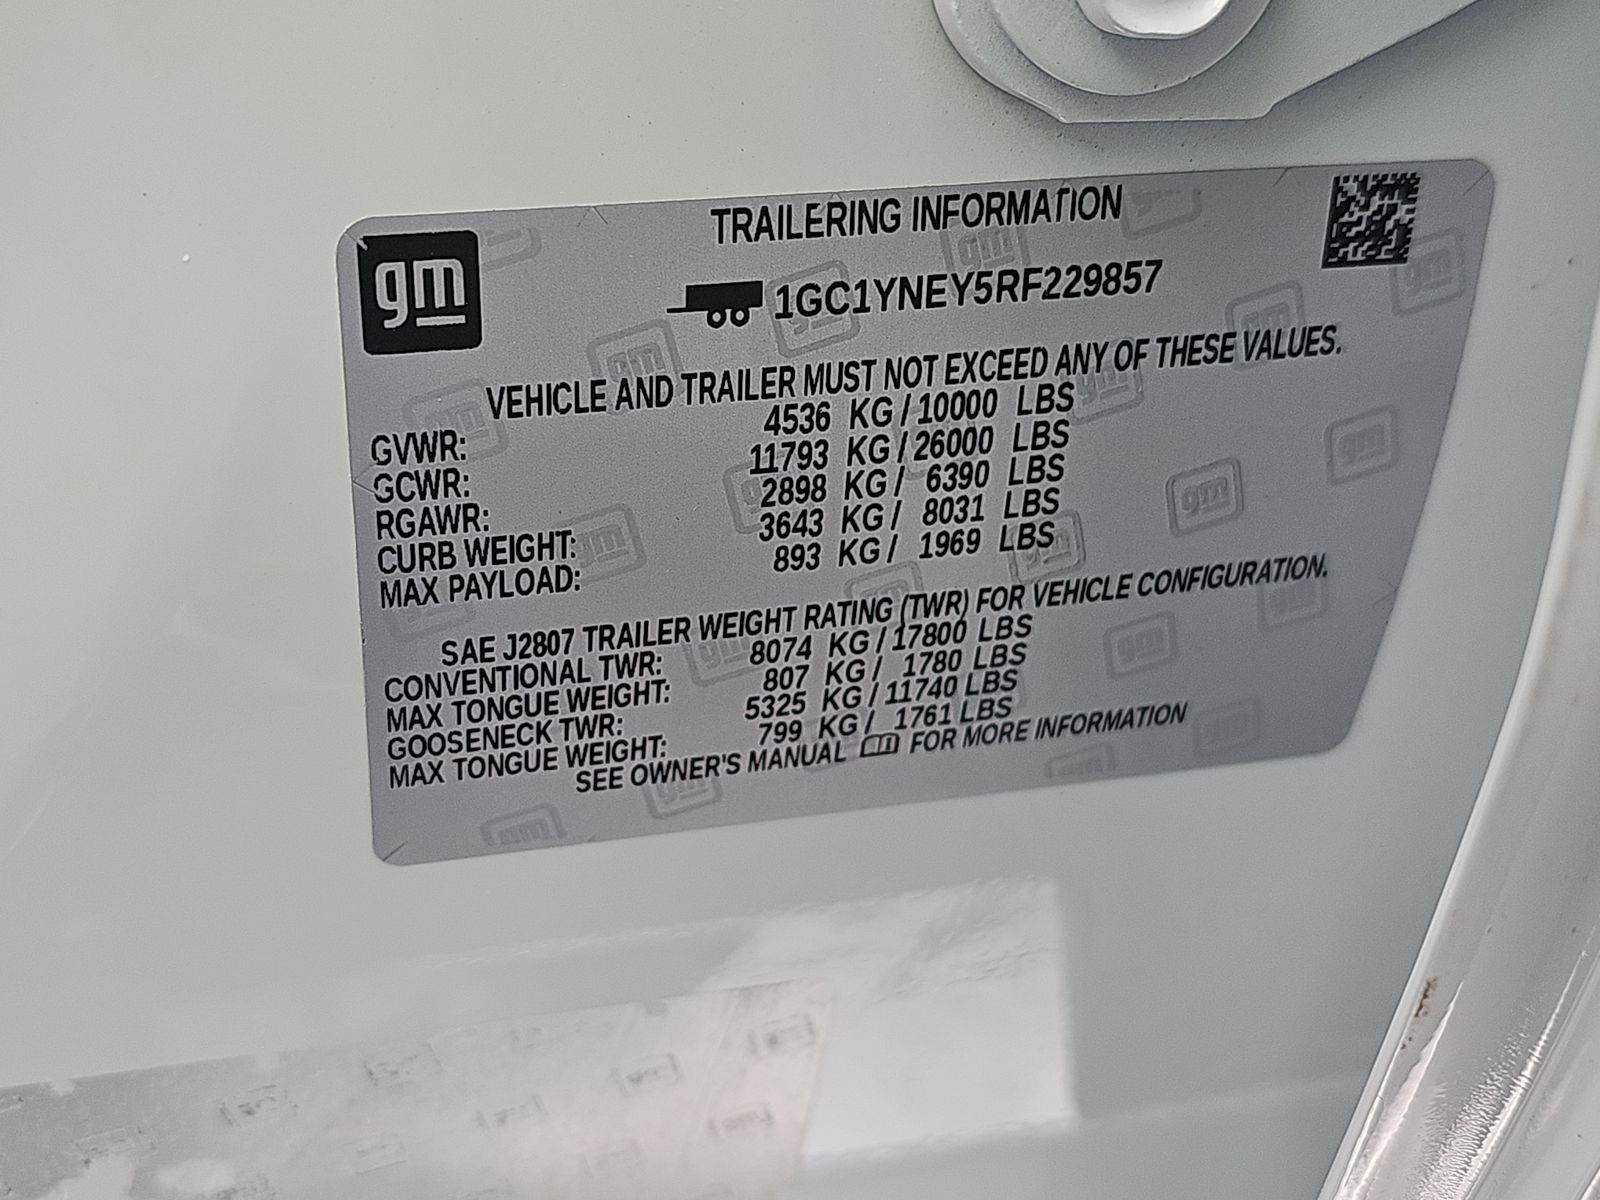 gm
TRAILERING INFORMATION
1GC1YNEY5RF229857
VEHICLE AND TRAILER MUST NOT EXCEED ANY OF THESE VALUES.
GVWR: 4536 KG / 10000 LBS
GCWR: 11793 KG / 26000 LBS
RGAWR: 2898 KG / 6390 LBS
CURB WEIGHT: 3643 KG / 8031 LBS
MAX PAYLOAD: 893 KG / 1969 LBS
SAE J2807 TRAILER WEIGHT RATING (TWR) FOR VEHICLE CONFIGURATION.
CONVENTIONAL TWR: 8074 KG / 17800 LBS
MAX TONGUE WEIGHT: 807 KG / 1780 LBS
GOOSENECK TWR: 5325 KG / 11740 LBS
MAX TONGUE WEIGHT: 799 KG / 1761 LBS
SEE OWNER'S MANUAL FOR MORE INFORMATION